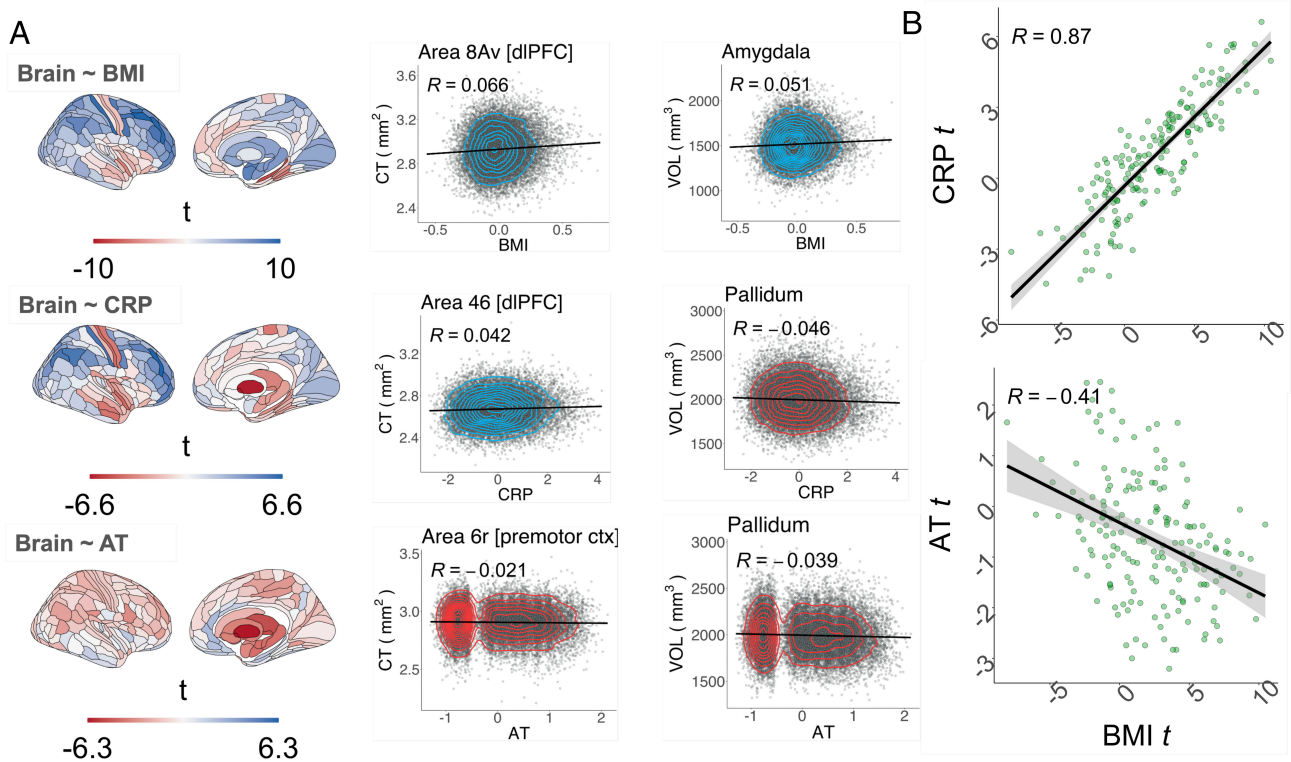 A
B
Brain ~ BMI
t
-10
10
Area 8Av [dlPFC]
R = 0.066
CT ( mm²)
3.6
3.2
2.8
2.4
-0.5
0.0
0.5
BMI
Amygdala
R = 0.051
VOL ( mm³ )
2000
1500
1000
-0.5
0.0
0.5
BMI
Brain ~ CRP
t
-6.6
6.6
Area 46 [dlPFC]
R = 0.042
CT ( mm²)
3.2
2.8
2.4
-2
0
2
4
CRP
Pallidum
R = −0.046
VOL ( mm³ )
3000
2500
2000
1500
-2
0
2
4
CRP
Brain ~ AT
t
-6.3
6.3
Area 6r [premotor ctx]
R = −0.021
CT ( mm²)
3.5
3.0
2.5
-1
0
1
2
AT
Pallidum
R = −0.039
VOL ( mm³ )
3000
2500
2000
1500
-1
0
1
2
AT
R = 0.87
CRP t
6
3
0
-3
-6
-5
0
5
10
R = −0.41
AT t
2
1
0
-1
-2
-3
-5
0
5
10
BMI t